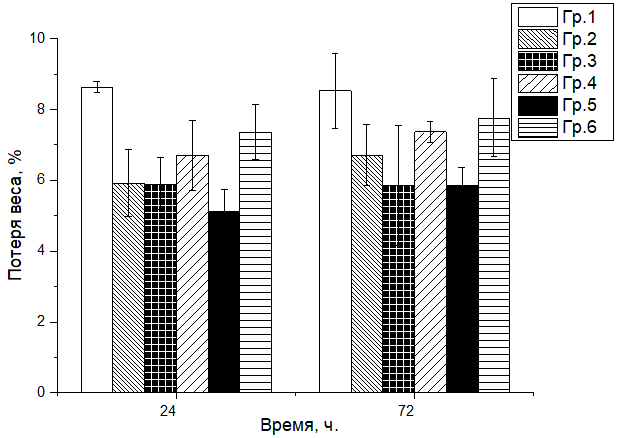 Гр.1
Гр.2
Гр.3
Гр.4
Гр.5
Гр.6
Потеря веса, %
10
8
6
4
2
0
24
72
Время, ч.